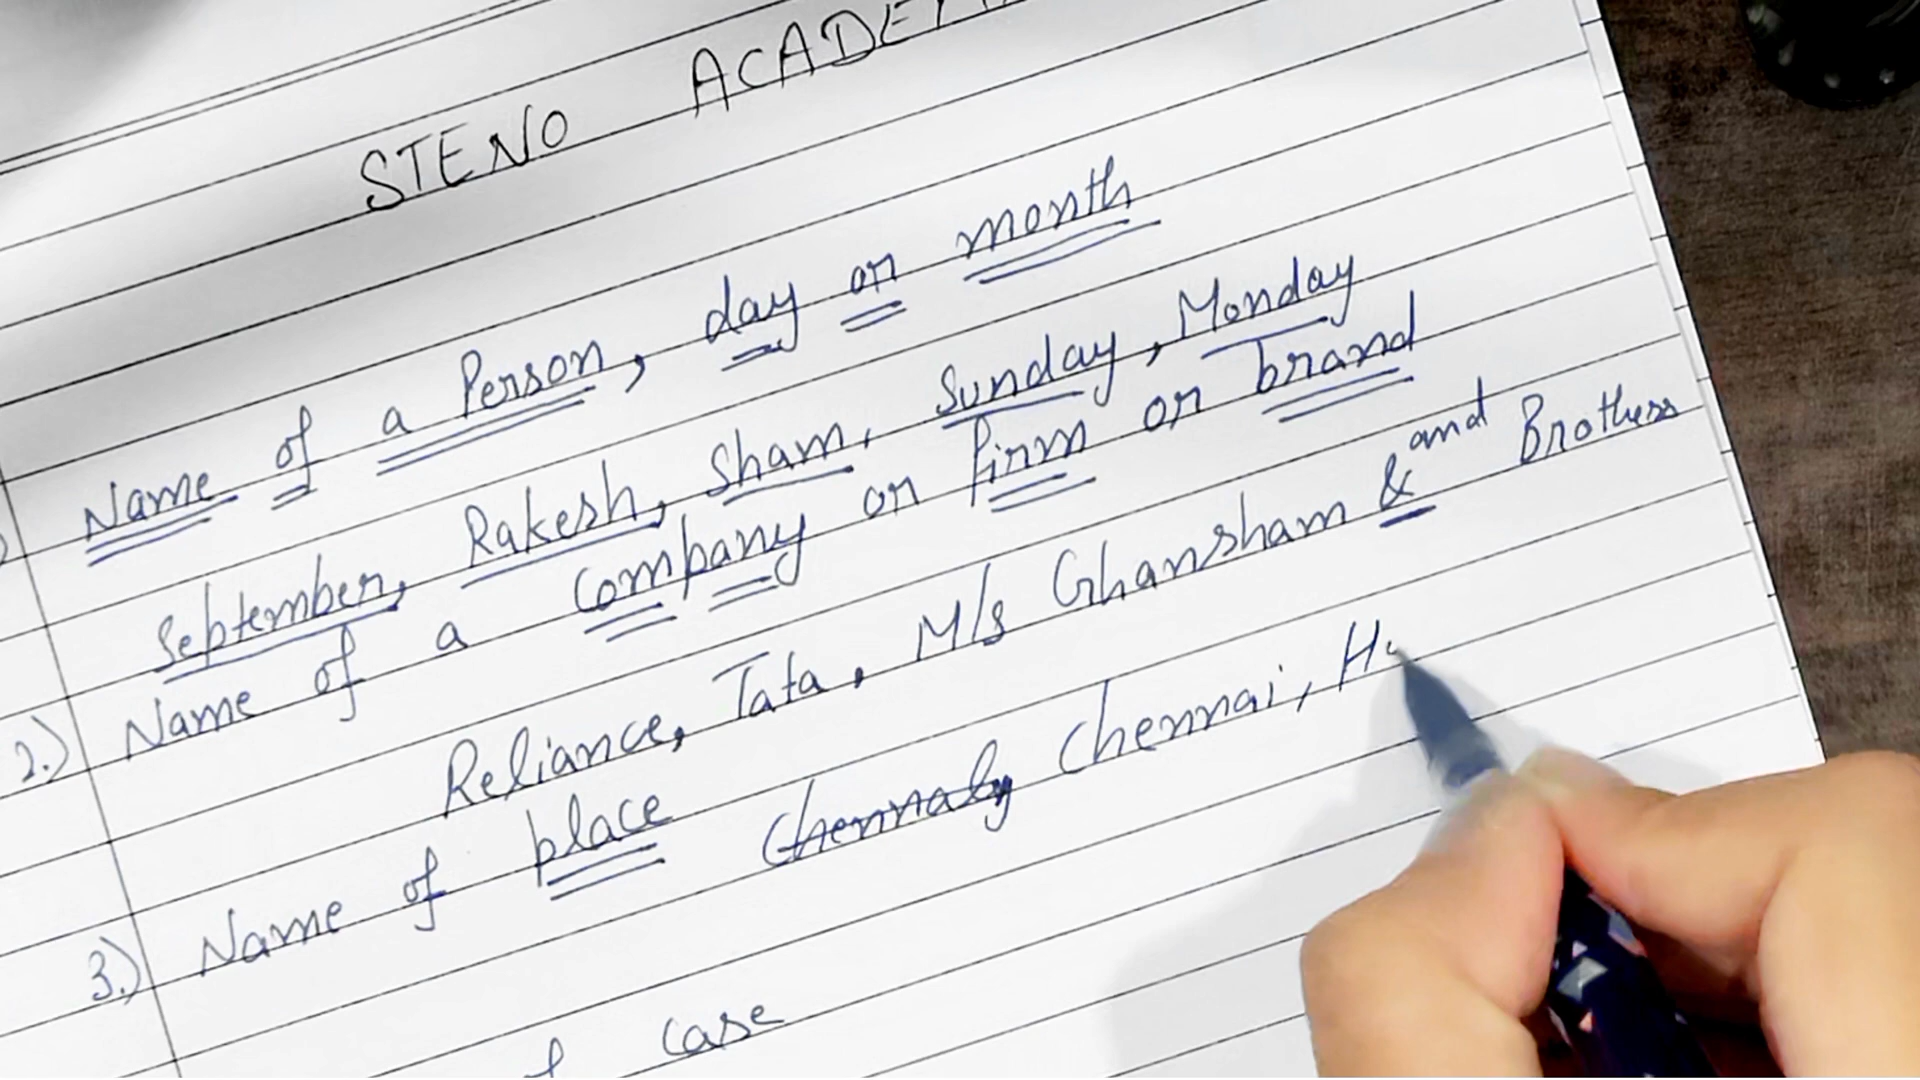 STENO ACADEM
Name of a Person, day or month
September, Rakesh, Sham, Sunday, Monday
2.) Name of a Company or firm or brand
Reliance, Tata, M/s Ghansham & and Brothers
3.) Name of place Chennaly Chennai, H
case